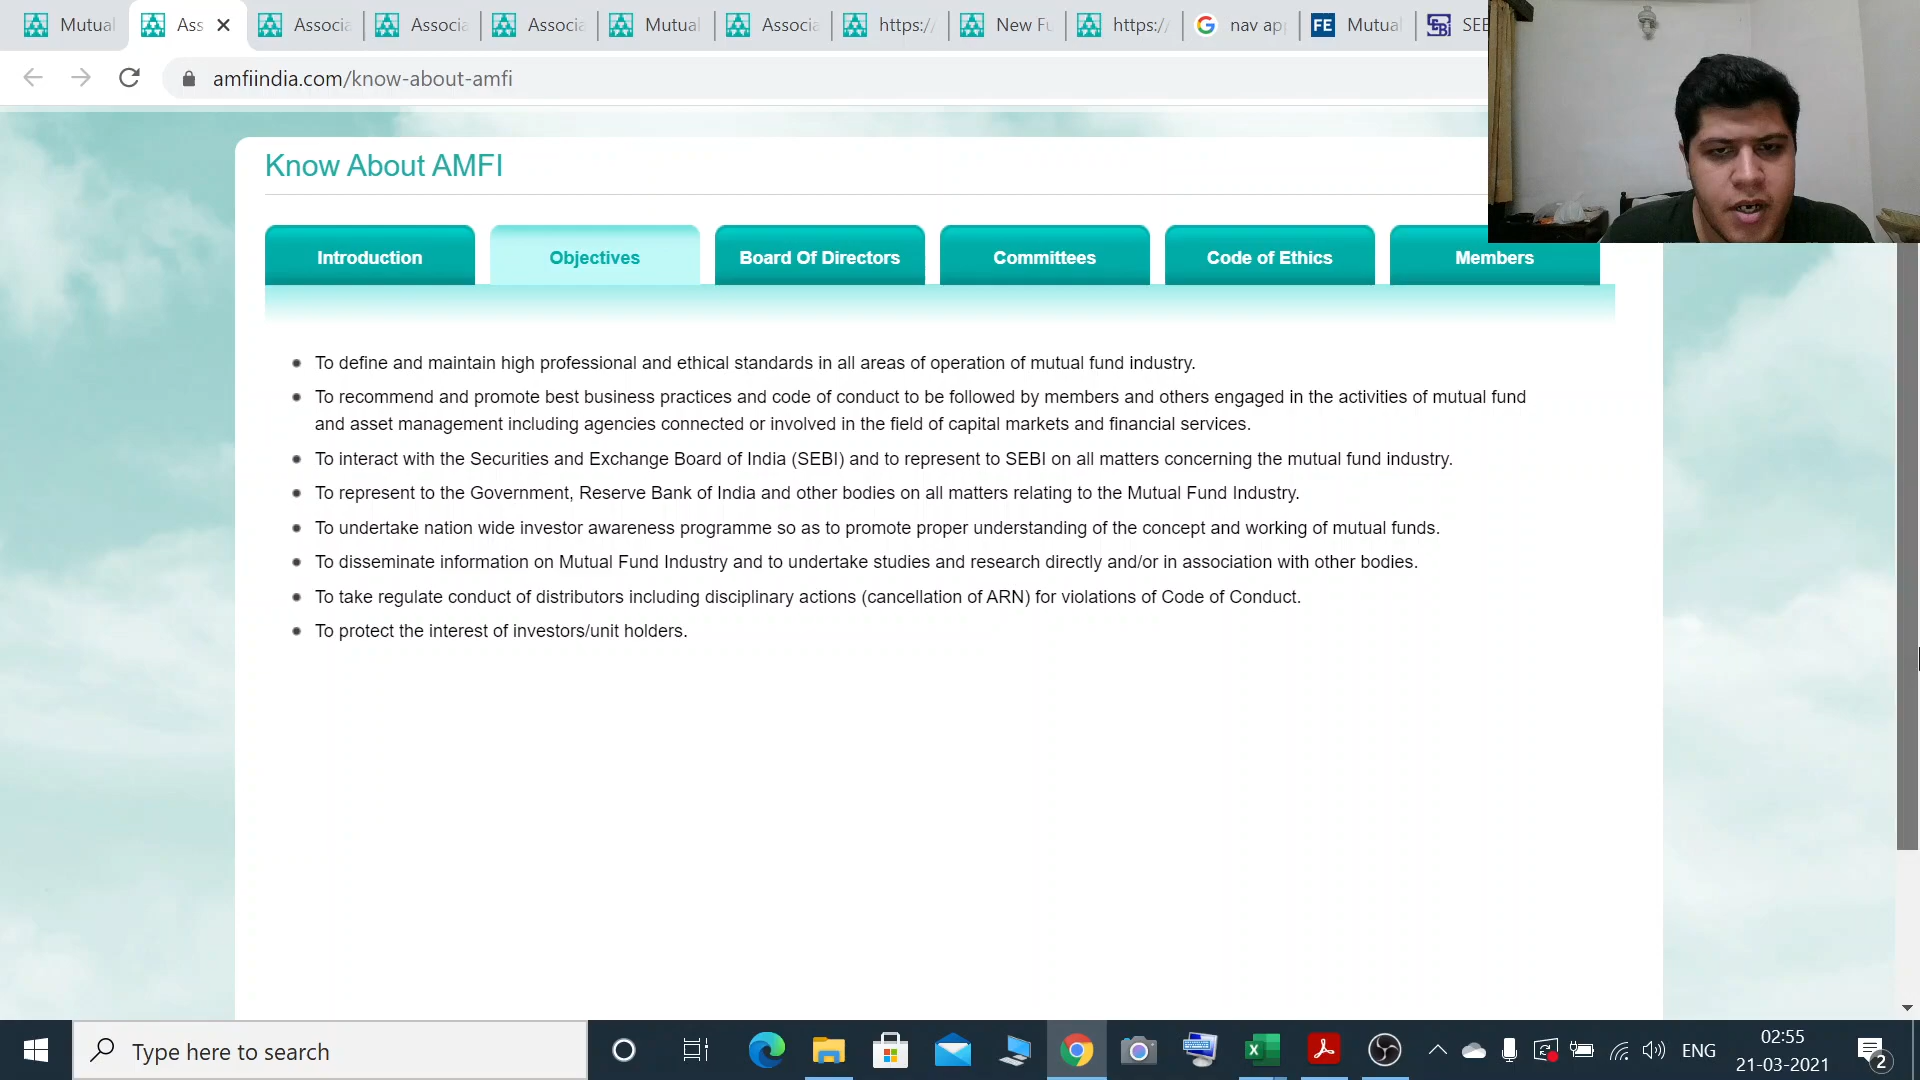 Mutual
Ass
Associa
Associa
Associa
Mutual
Associa
https:/
New Fu
https:/
nav ap
FE Mutual
SEBI SEB
amfiindia.com/know-about-amfi
Know About AMFI
Introduction
Objectives
Board Of Directors
Committees
Code of Ethics
Members
To define and maintain high professional and ethical standards in all areas of operation of mutual fund industry.
To recommend and promote best business practices and code of conduct to be followed by members and others engaged in the activities of mutual fund
and asset management including agencies connected or involved in the field of capital markets and financial services.
To interact with the Securities and Exchange Board of India (SEBI) and to represent to SEBI on all matters concerning the mutual fund industry.
To represent to the Government, Reserve Bank of India and other bodies on all matters relating to the Mutual Fund Industry.
To undertake nation wide investor awareness programme so as to promote proper understanding of the concept and working of mutual funds.
To disseminate information on Mutual Fund Industry and to undertake studies and research directly and/or in association with other bodies.
To take regulate conduct of distributors including disciplinary actions (cancellation of ARN) for violations of Code of Conduct.
To protect the interest of investors/unit holders.
Type here to search
ENG
02:55
21-03-2021
2